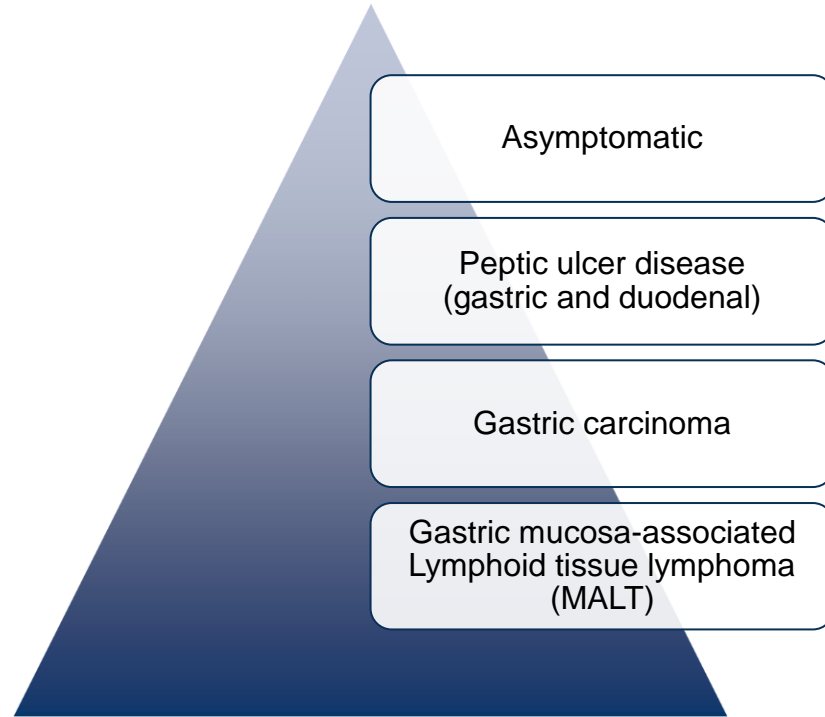 Asymptomatic
Peptic ulcer disease
(gastric and duodenal)
Gastric carcinoma
Gastric mucosa-associated
Lymphoid tissue lymphoma
(MALT)